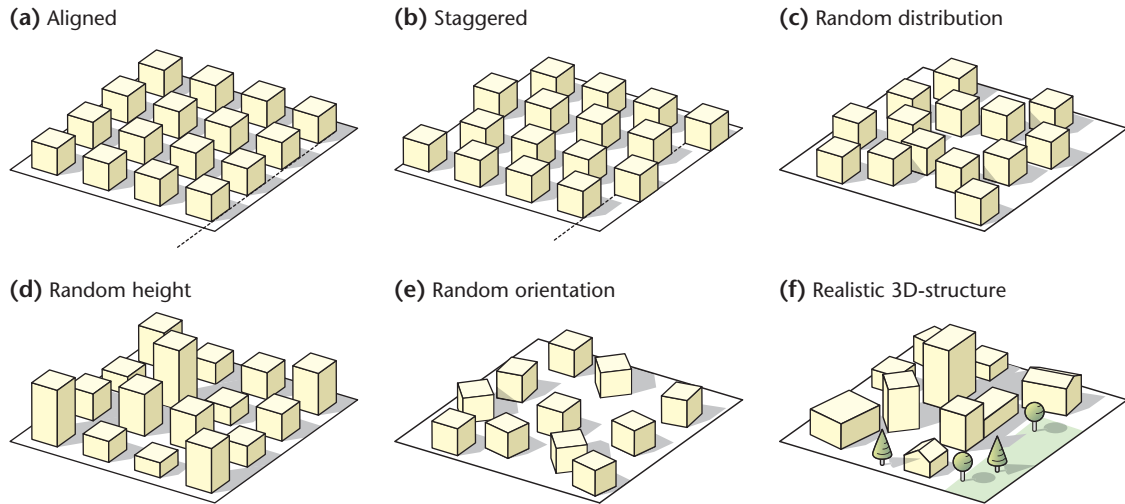 (a) Aligned
(b) Staggered
(c) Random distribution
(d) Random height
(e) Random orientation
(f) Realistic 3D-structure